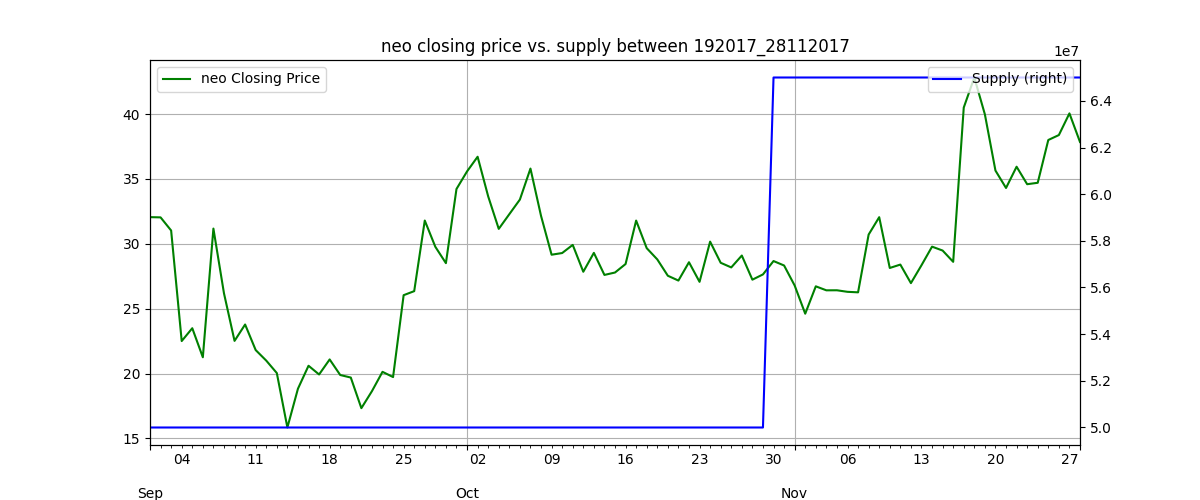 neo closing price vs. supply between 192017_28112017
1e7
neo Closing Price
Supply (right)
40
35
30
25
20
15
6.4
6.2
6.0
5.8
5.6
5.4
5.2
5.0
04 11 18 25 02 09 16 23 30 06 13 20 27
Sep Oct Nov